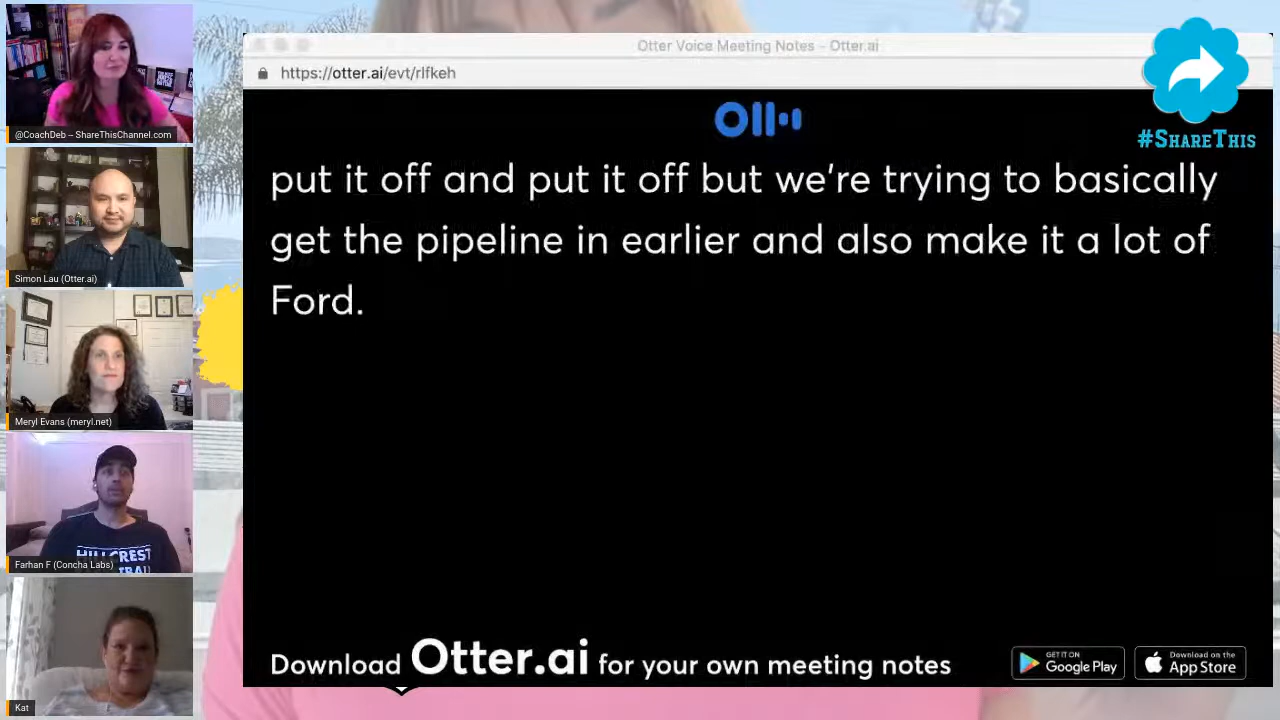 @CoachDeb -- ShareThisChannel.com
Simon Lau (Otter.ai)
Meryl Evans (meryl.net)
HILLCREST
Farhan F (Concha Labs)
Kat
Otter Voice Meeting Notes - Otter.ai
https://otter.ai/evt/rlfkeh
#SHARETHIS
put it off and put it off but we're trying to basically
get the pipeline in earlier and also make it a lot of
Ford.
Download Otter.ai for your own meeting notes
GET IT ON
Google Play
Download on the
App Store